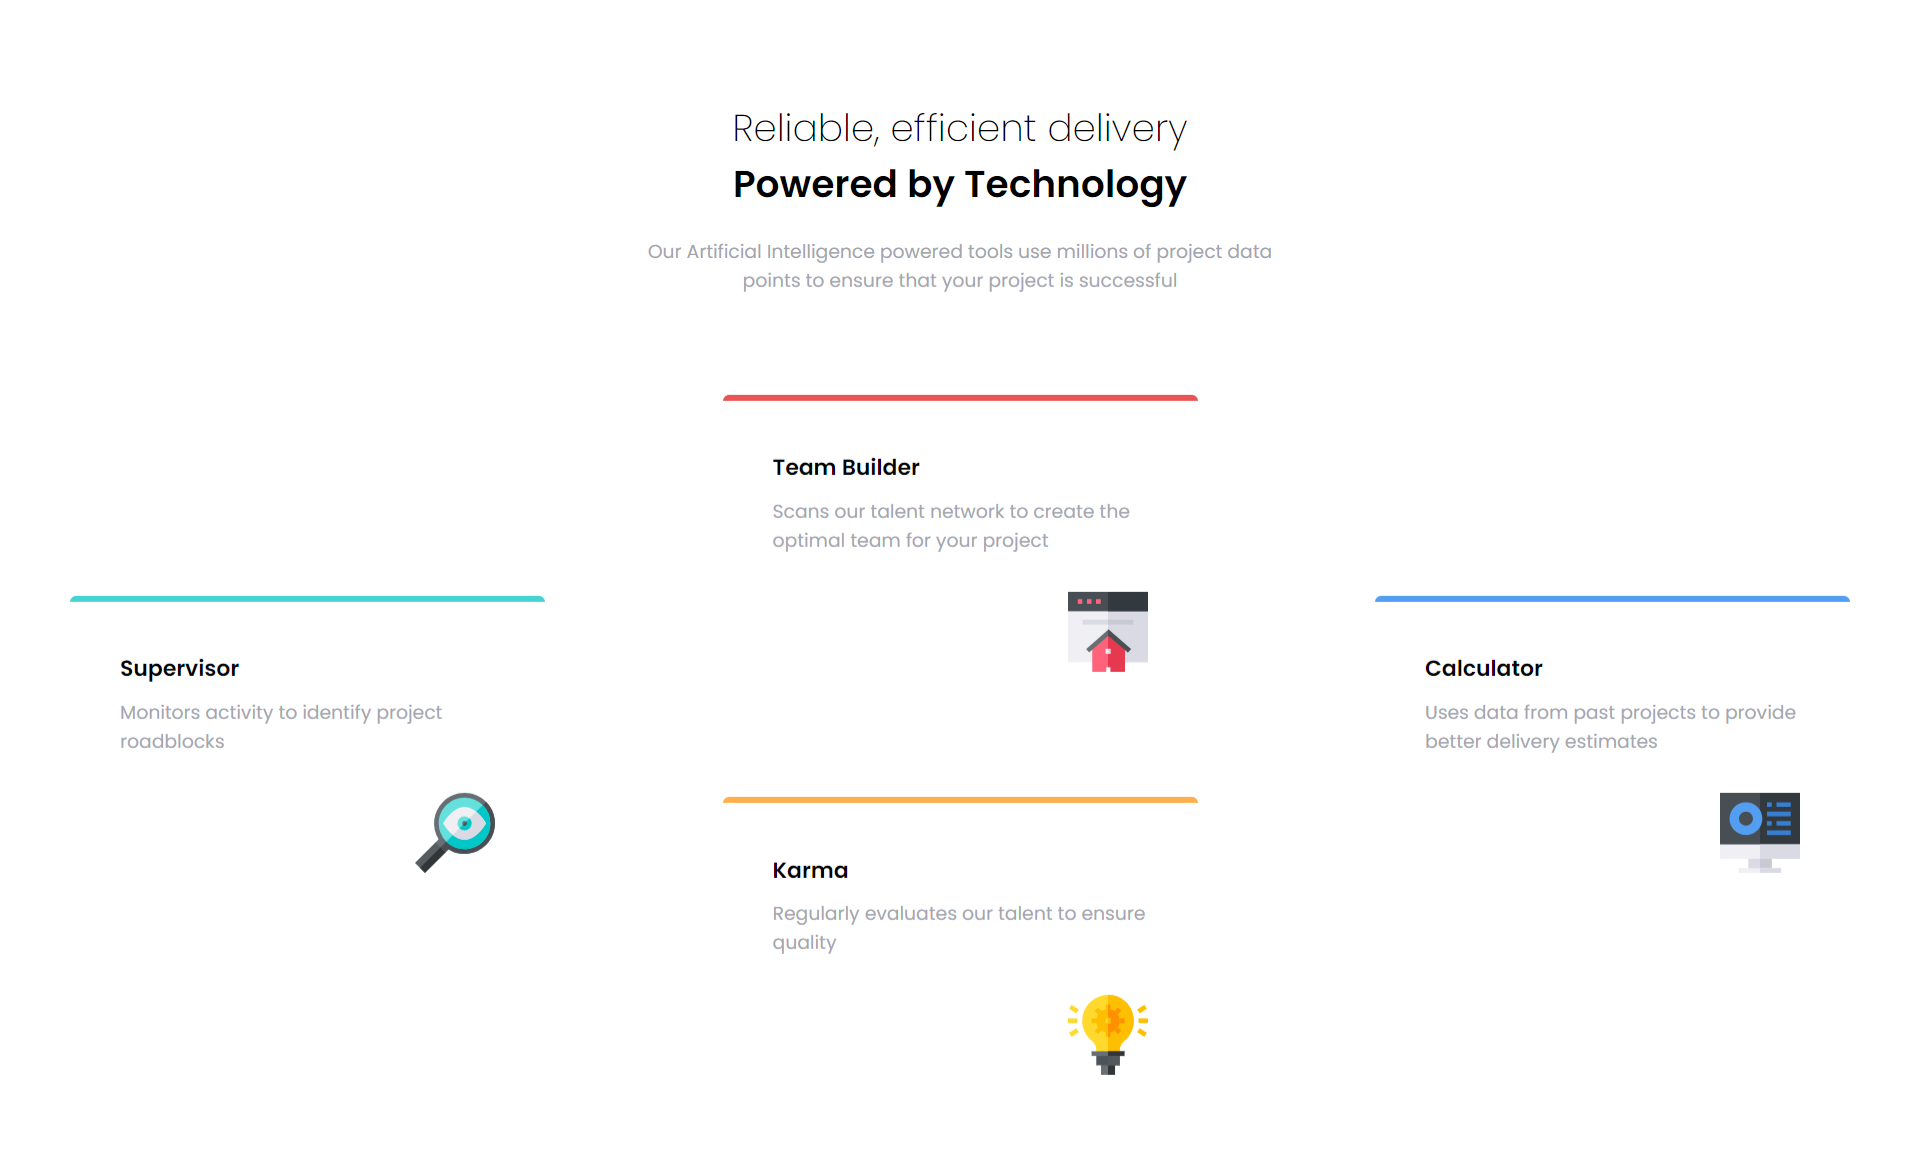 Reliable, efficient delivery
Powered by Technology
Our Artificial Intelligence powered tools use millions of project data
points to ensure that your project is successful
Team Builder
Scans our talent network to create the
optimal team for your project
Supervisor
Monitors activity to identify project
roadblocks
Calculator
Uses data from past projects to provide
better delivery estimates
Karma
Regularly evaluates our talent to ensure
quality